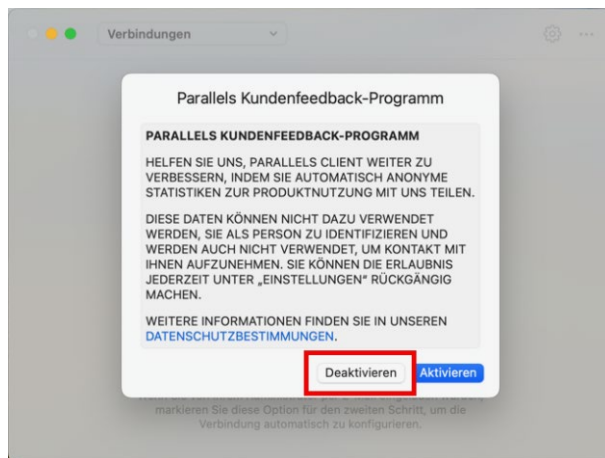 Verbindungen
Parallels Kundenfeedback-Programm
PARALLELS KUNDENFEEDBACK-PROGRAMM
HELFEN SIE UNS, PARALLELS CLIENT WEITER ZU
VERBESSERN, INDEM SIE AUTOMATISCH ANONYME
STATISTIKEN ZUR PRODUKTNUTZUNG MIT UNS TEILEN.
DIESE DATEN KÖNNEN NICHT DAZU VERWENDET
WERDEN, SIE ALS PERSON ZU IDENTIFIZIEREN UND
WERDEN AUCH NICHT VERWENDET, UM KONTAKT MIT
IHNEN AUFZUNEHMEN. SIE KÖNNEN DIE ERLAUBNIS
JEDERZEIT UNTER „EINSTELLUNGEN" RÜCKGÄNGIG
MACHEN.
WEITERE INFORMATIONEN FINDEN SIE IN UNSEREN
DATENSCHUTZBESTIMMUNGEN.
Deaktivieren Aktivieren
markieren Sie diese Option für den zweiten Schritt, um die
Verbindung automatisch zu konfigurieren.